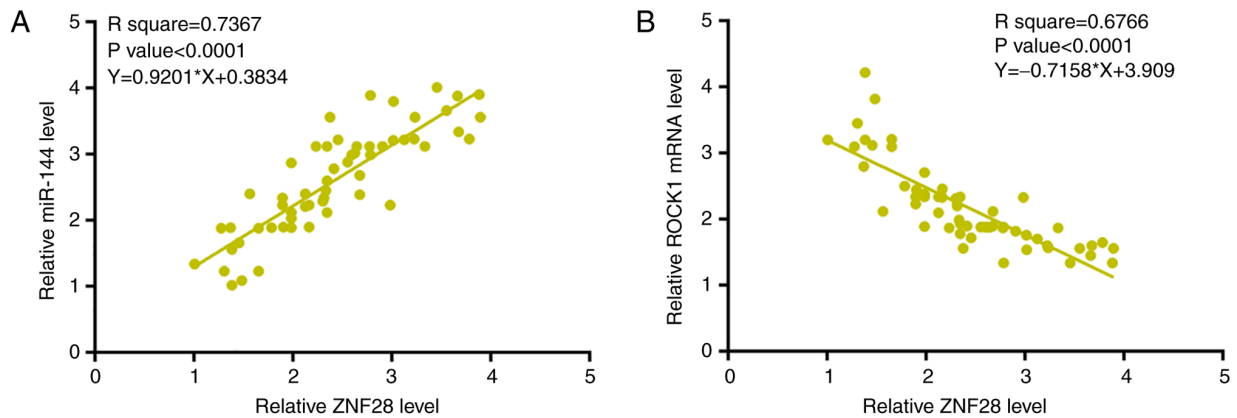 A
R square=0.7367
P value<0.0001
Y=0.9201*X+0.3834
5
4
3
2
1
0
Relative miR-144 level
0 1 2 3 4 5
Relative ZNF28 level
B
R square=0.6766
P value<0.0001
Y=−0.7158*X+3.909
5
4
3
2
1
0
Relative ROCK1 mRNA level
0 1 2 3 4 5
Relative ZNF28 level